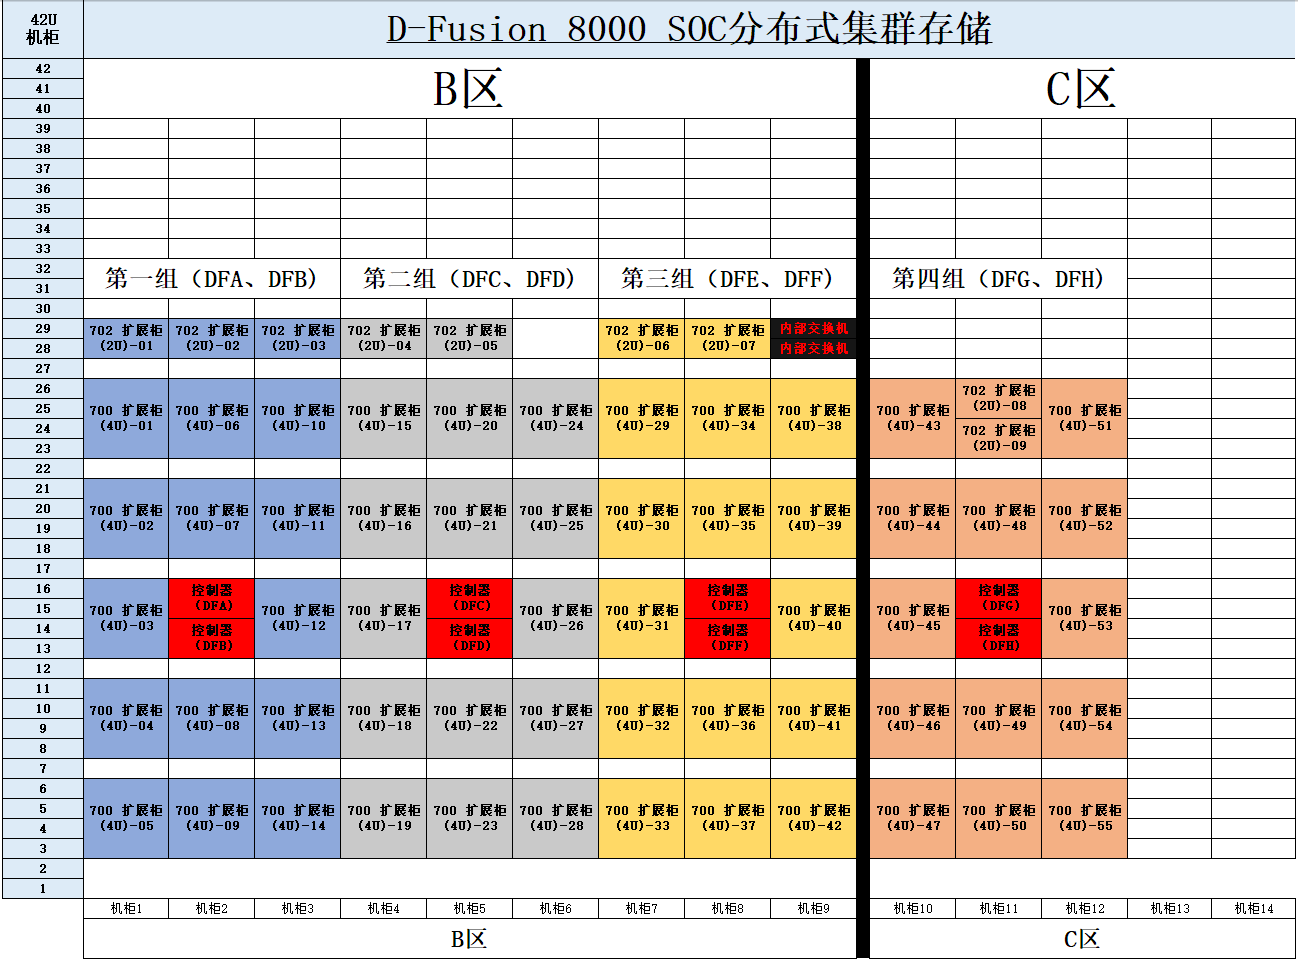 42U
机柜
D-Fusion 8000 SOC分布式集群存储
42
B区
C区
41
40
39
38
37
36
35
34
33
32
31
第一组（DFA、DFB)
第二组（DFC、DFD)
第三组（DFE、DFF)
第四组（DFG、DFH)
30
29
28
702 扩展柜
(2U)-01
702 扩展柜
(2U)-02
702 扩展柜
(2U)-03
702 扩展柜
(2U)-04
702 扩展柜
(2U)-05
702 扩展柜
(2U)-06
702 扩展柜
(2U)-07
内部交换机
内部交换机
27
26
25
24
23
700 扩展柜
(4U)-01
700 扩展柜
(4U)-06
700 扩展柜
(4U)-10
700 扩展柜
(4U)-15
700 扩展柜
(4U)-20
700 扩展柜
(4U)-24
700 扩展柜
(4U)-29
700 扩展柜
(4U)-34
700 扩展柜
(4U)-38
700 扩展柜
(4U)-43
702 扩展柜
(2U)-08
702 扩展柜
(2U)-09
700 扩展柜
(4U)-51
22
21
20
19
18
700 扩展柜
(4U)-02
700 扩展柜
(4U)-07
700 扩展柜
(4U)-11
700 扩展柜
(4U)-16
700 扩展柜
(4U)-21
700 扩展柜
(4U)-25
700 扩展柜
(4U)-30
700 扩展柜
(4U)-35
700 扩展柜
(4U)-39
700 扩展柜
(4U)-44
700 扩展柜
(4U)-48
700 扩展柜
(4U)-52
17
16
15
14
13
700 扩展柜
(4U)-03
控制器
(DFA)
控制器
(DFB)
700 扩展柜
(4U)-12
700 扩展柜
(4U)-17
控制器
(DFC)
控制器
(DFD)
700 扩展柜
(4U)-26
700 扩展柜
(4U)-31
控制器
(DFE)
控制器
(DFF)
700 扩展柜
(4U)-40
700 扩展柜
(4U)-45
控制器
(DFG)
控制器
(DFH)
700 扩展柜
(4U)-53
12
11
10
9
8
700 扩展柜
(4U)-04
700 扩展柜
(4U)-08
700 扩展柜
(4U)-13
700 扩展柜
(4U)-18
700 扩展柜
(4U)-22
700 扩展柜
(4U)-27
700 扩展柜
(4U)-32
700 扩展柜
(4U)-36
700 扩展柜
(4U)-41
700 扩展柜
(4U)-46
700 扩展柜
(4U)-49
700 扩展柜
(4U)-54
7
6
5
4
3
700 扩展柜
(4U)-05
700 扩展柜
(4U)-09
700 扩展柜
(4U)-14
700 扩展柜
(4U)-19
700 扩展柜
(4U)-23
700 扩展柜
(4U)-28
700 扩展柜
(4U)-33
700 扩展柜
(4U)-37
700 扩展柜
(4U)-42
700 扩展柜
(4U)-47
700 扩展柜
(4U)-50
700 扩展柜
(4U)-55
2
1
机柜1
机柜2
机柜3
机柜4
机柜5
机柜6
机柜7
机柜8
机柜9
机柜10
机柜11
机柜12
机柜13
机柜14
B区
C区